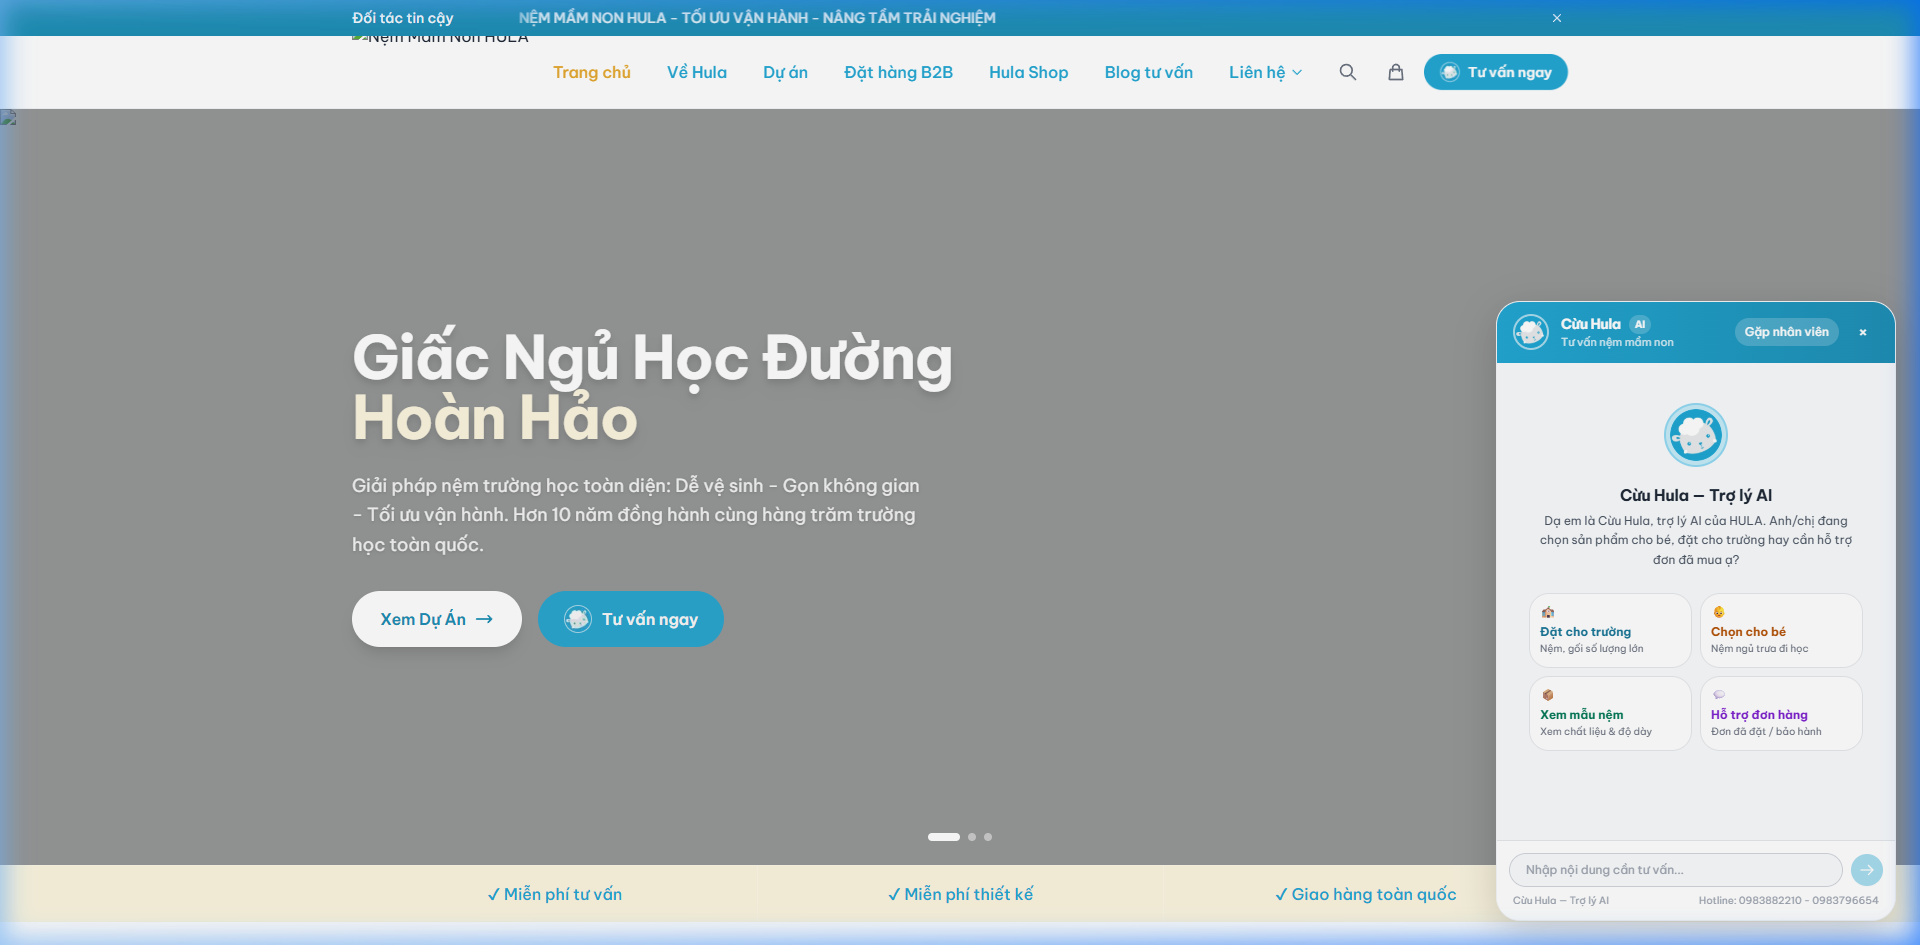 Đối tác tin cậy
NỆM MẦM NON HULA - TỐI ƯU VẬN HÀNH - NÂNG TẦM TRẢI NGHIỆM
Nệm Mầm Non HULA
Trang chủ
Về Hula
Dự án
Đặt hàng B2B
Hula Shop
Blog tư vấn
Liên hệ
Tư vấn ngay
Giấc Ngủ Học Đường
Hoàn Hảo
Giải pháp nệm trường học toàn diện: Dễ vệ sinh - Gọn không gian
- Tối ưu vận hành. Hơn 10 năm đồng hành cùng hàng trăm trường
học toàn quốc.
Xem Dự Án →
Tư vấn ngay
✓ Miễn phí tư vấn
✓ Miễn phí thiết kế
✓ Giao hàng toàn quốc
Cừu Hula AI
Tư vấn nệm mầm non
Gặp nhân viên
×
Cừu Hula — Trợ lý AI
Dạ em là Cừu Hula, trợ lý AI của HULA. Anh/chị đang
chọn sản phẩm cho bé, đặt cho trường hay cần hỗ trợ
đơn đã mua ạ?
Đặt cho trường
Nệm, gối số lượng lớn
Chọn cho bé
Nệm ngủ trưa đi học
Xem mẫu nệm
Xem chất liệu & độ dày
Hỗ trợ đơn hàng
Đơn đã đặt / bảo hành
Nhập nội dung cần tư vấn...
Cừu Hula — Trợ lý AI
Hotline: 0983882210 - 0983796654